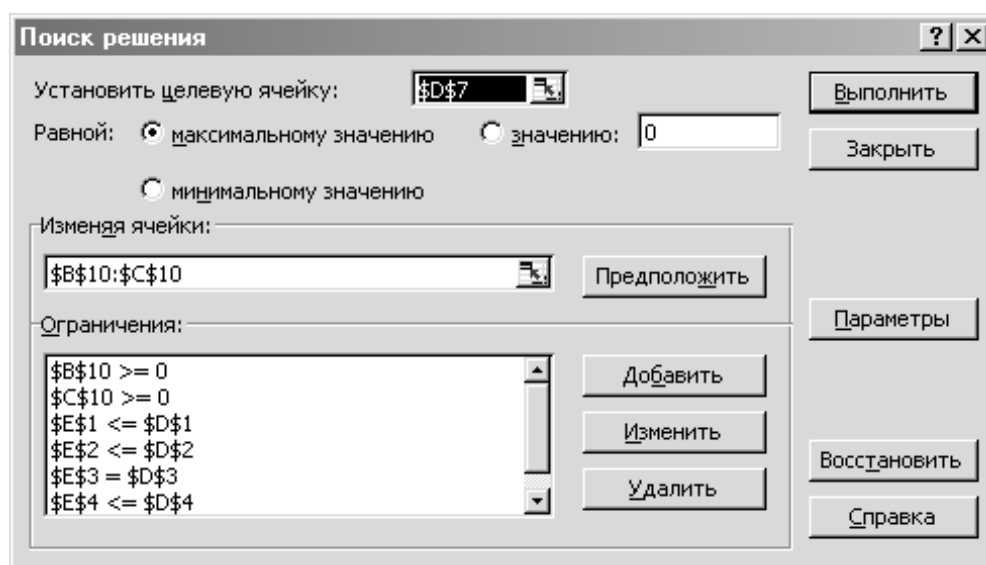 Поиск решения
Установить целевую ячейку: $D$7
Выполнить
Равной: максимальному значению значению: 0
Закрыть
минимальному значению
Изменяя ячейки:
$B$10:$C$10
Предположить
Ограничения:
Параметры
$B$10 >= 0
$C$10 >= 0
$E$1 <= $D$1
$E$2 <= $D$2
$E$3 = $D$3
$E$4 <= $D$4
Добавить
Изменить
Удалить
Восстановить
Справка